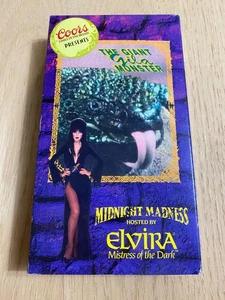 Coors
PRESENTS
THE GIANT
Gila
MONSTER
MIDNIGHT MADNESS
HOSTED BY
ELVIRA
Mistress of the Dark